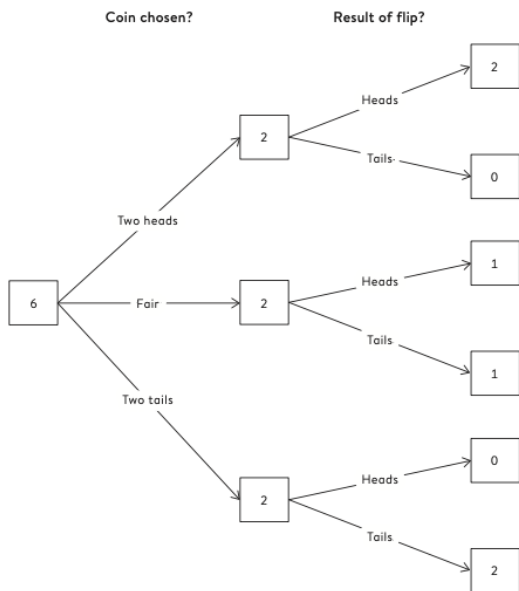 Coin chosen? Result of flip?
2
Heads
2
Tails
0
Two heads
1
Heads
6
Fair
2
Tails
1
Two tails
0
Heads
2
Tails
2